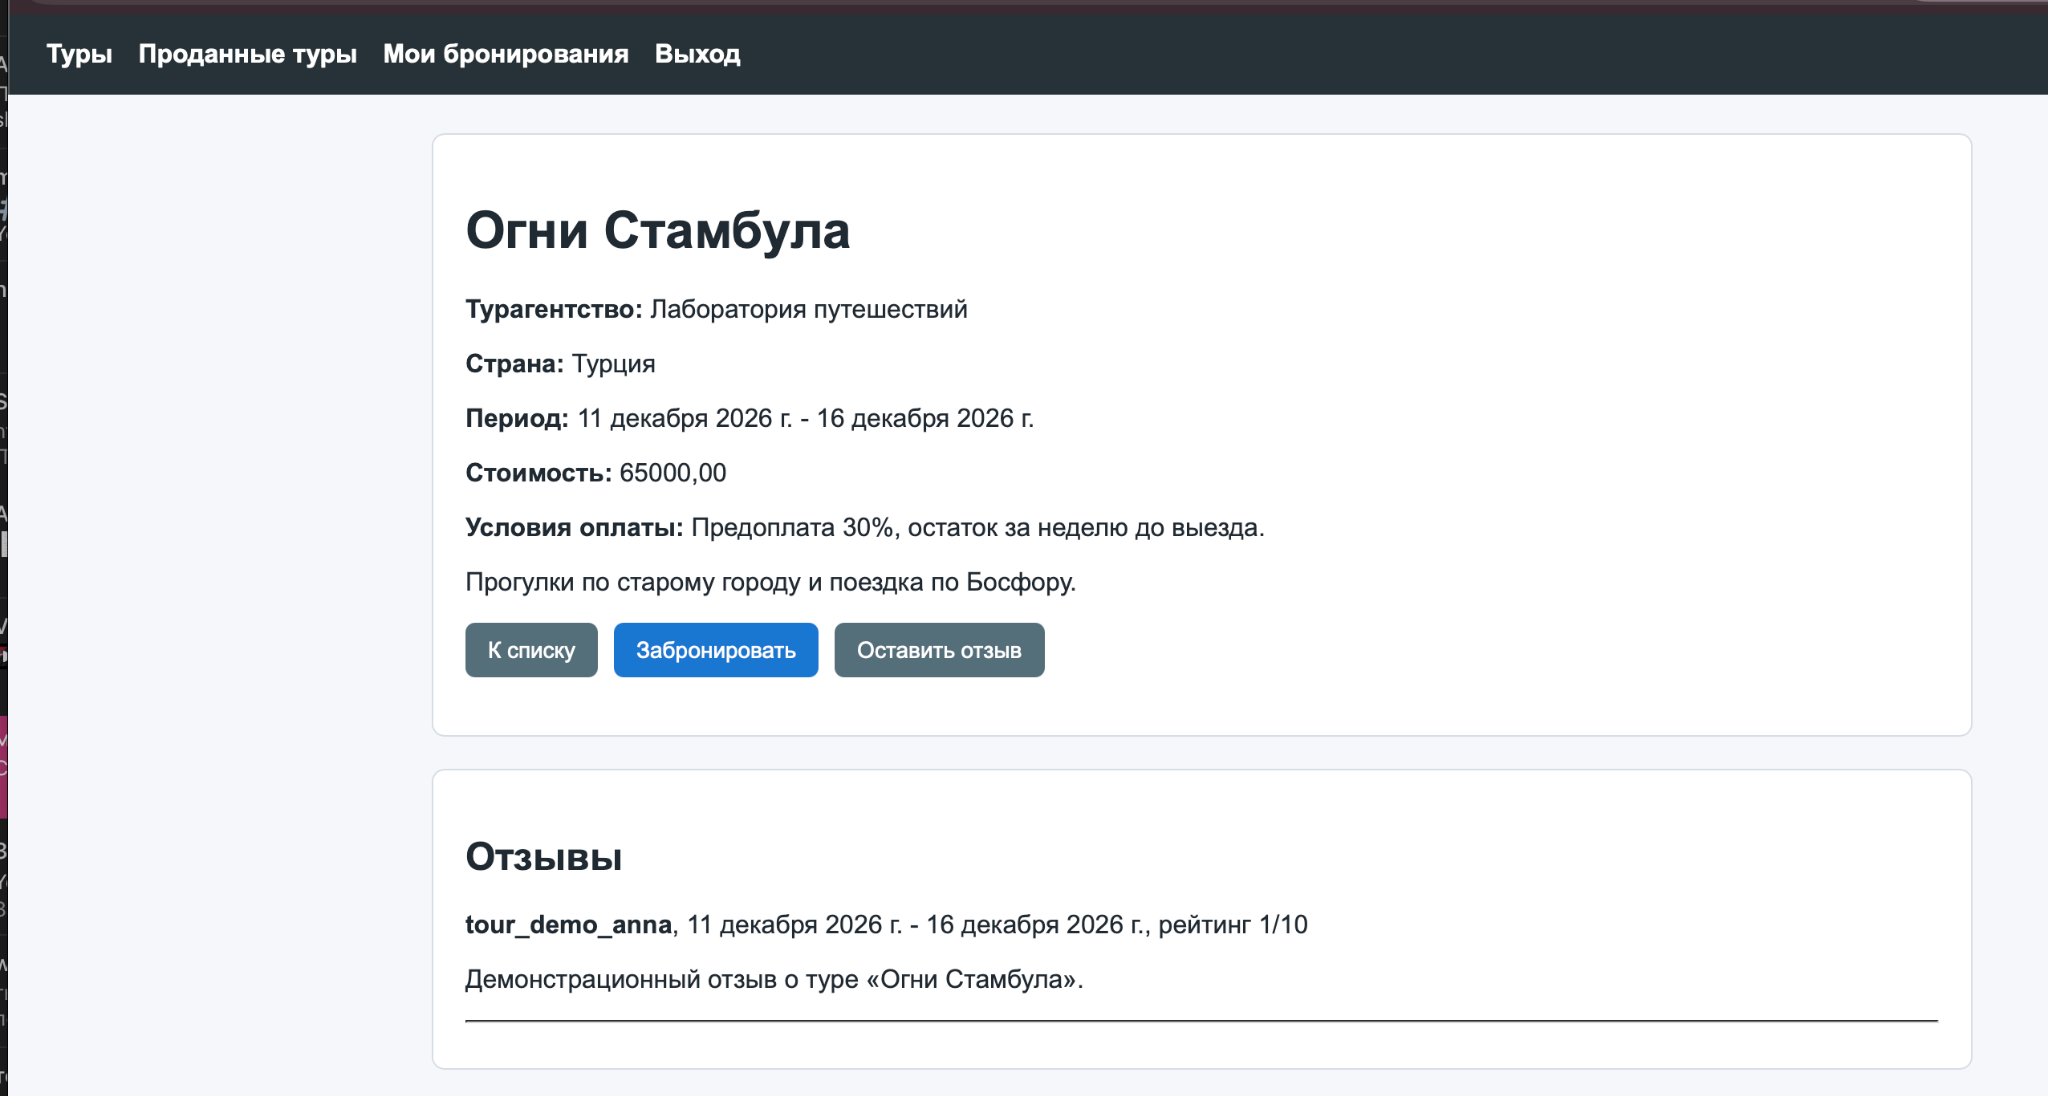 Туры Проданные туры Мои бронирования Выход
Огни Стамбула
Турагентство: Лаборатория путешествий
Страна: Турция
Период: 11 декабря 2026 г. - 16 декабря 2026 г.
Стоимость: 65000,00
Условия оплаты: Предоплата 30%, остаток за неделю до выезда.
Прогулки по старому городу и поездка по Босфору.
К списку Забронировать Оставить отзыв
Отзывы
tour_demo_anna, 11 декабря 2026 г. - 16 декабря 2026 г., рейтинг 1/10
Демонстрационный отзыв о туре «Огни Стамбула».